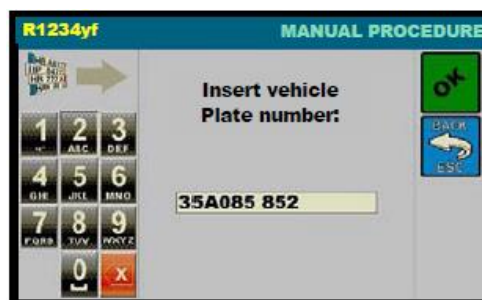 R1234yf
MANUAL PROCEDURE
Insert vehicle
Plate number:
35A085 852
OK
BACK
ESC
1
2
ABC
3
DEF
4
GHI
5
JKL
6
MNO
7
PQRS
8
TUV
9
WXYZ
0
X